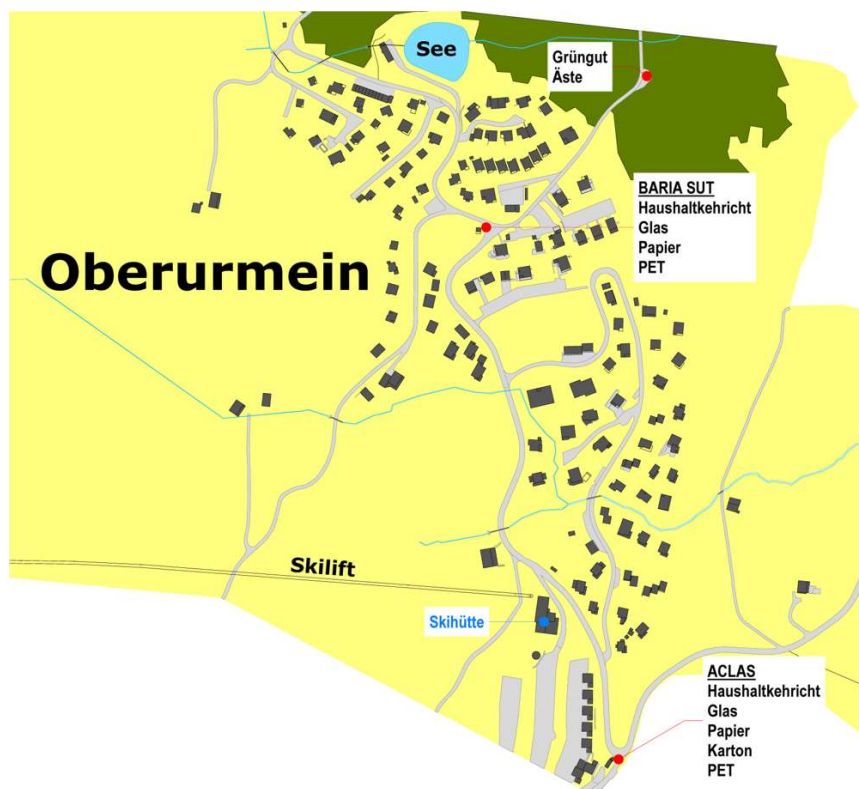 See
Grüngut
Äste
BARIA SUT
Haushaltkehricht
Glas
Papier
PET
Oberurmein
Skilift
Skihütte
ACLAS
Haushaltkehricht
Glas
Papier
Karton
PET